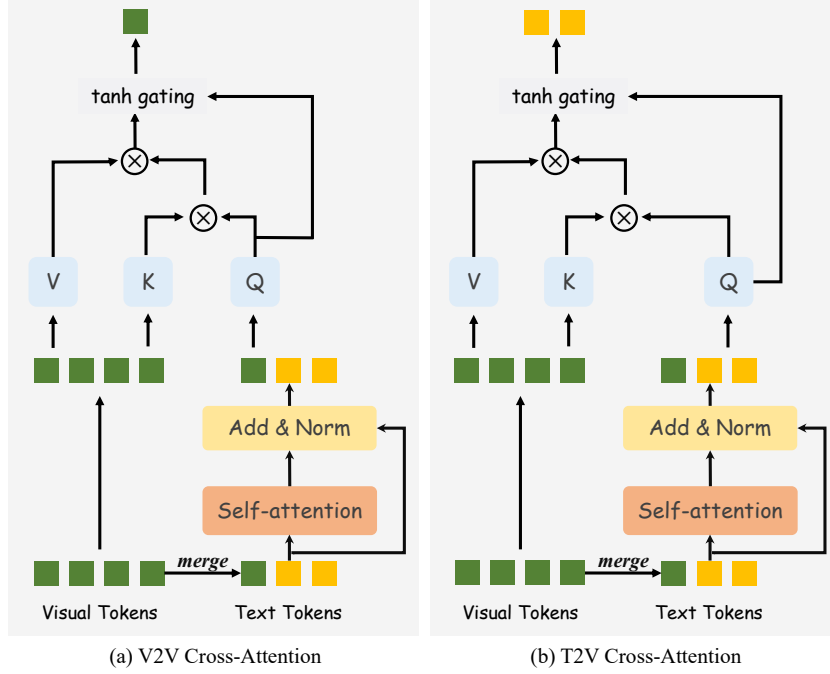 tanh gating
V
K
Q
Add & Norm
Self-attention
merge
Visual Tokens
Text Tokens
(a) V2V Cross-Attention
tanh gating
V
K
Q
Add & Norm
Self-attention
merge
Visual Tokens
Text Tokens
(b) T2V Cross-Attention